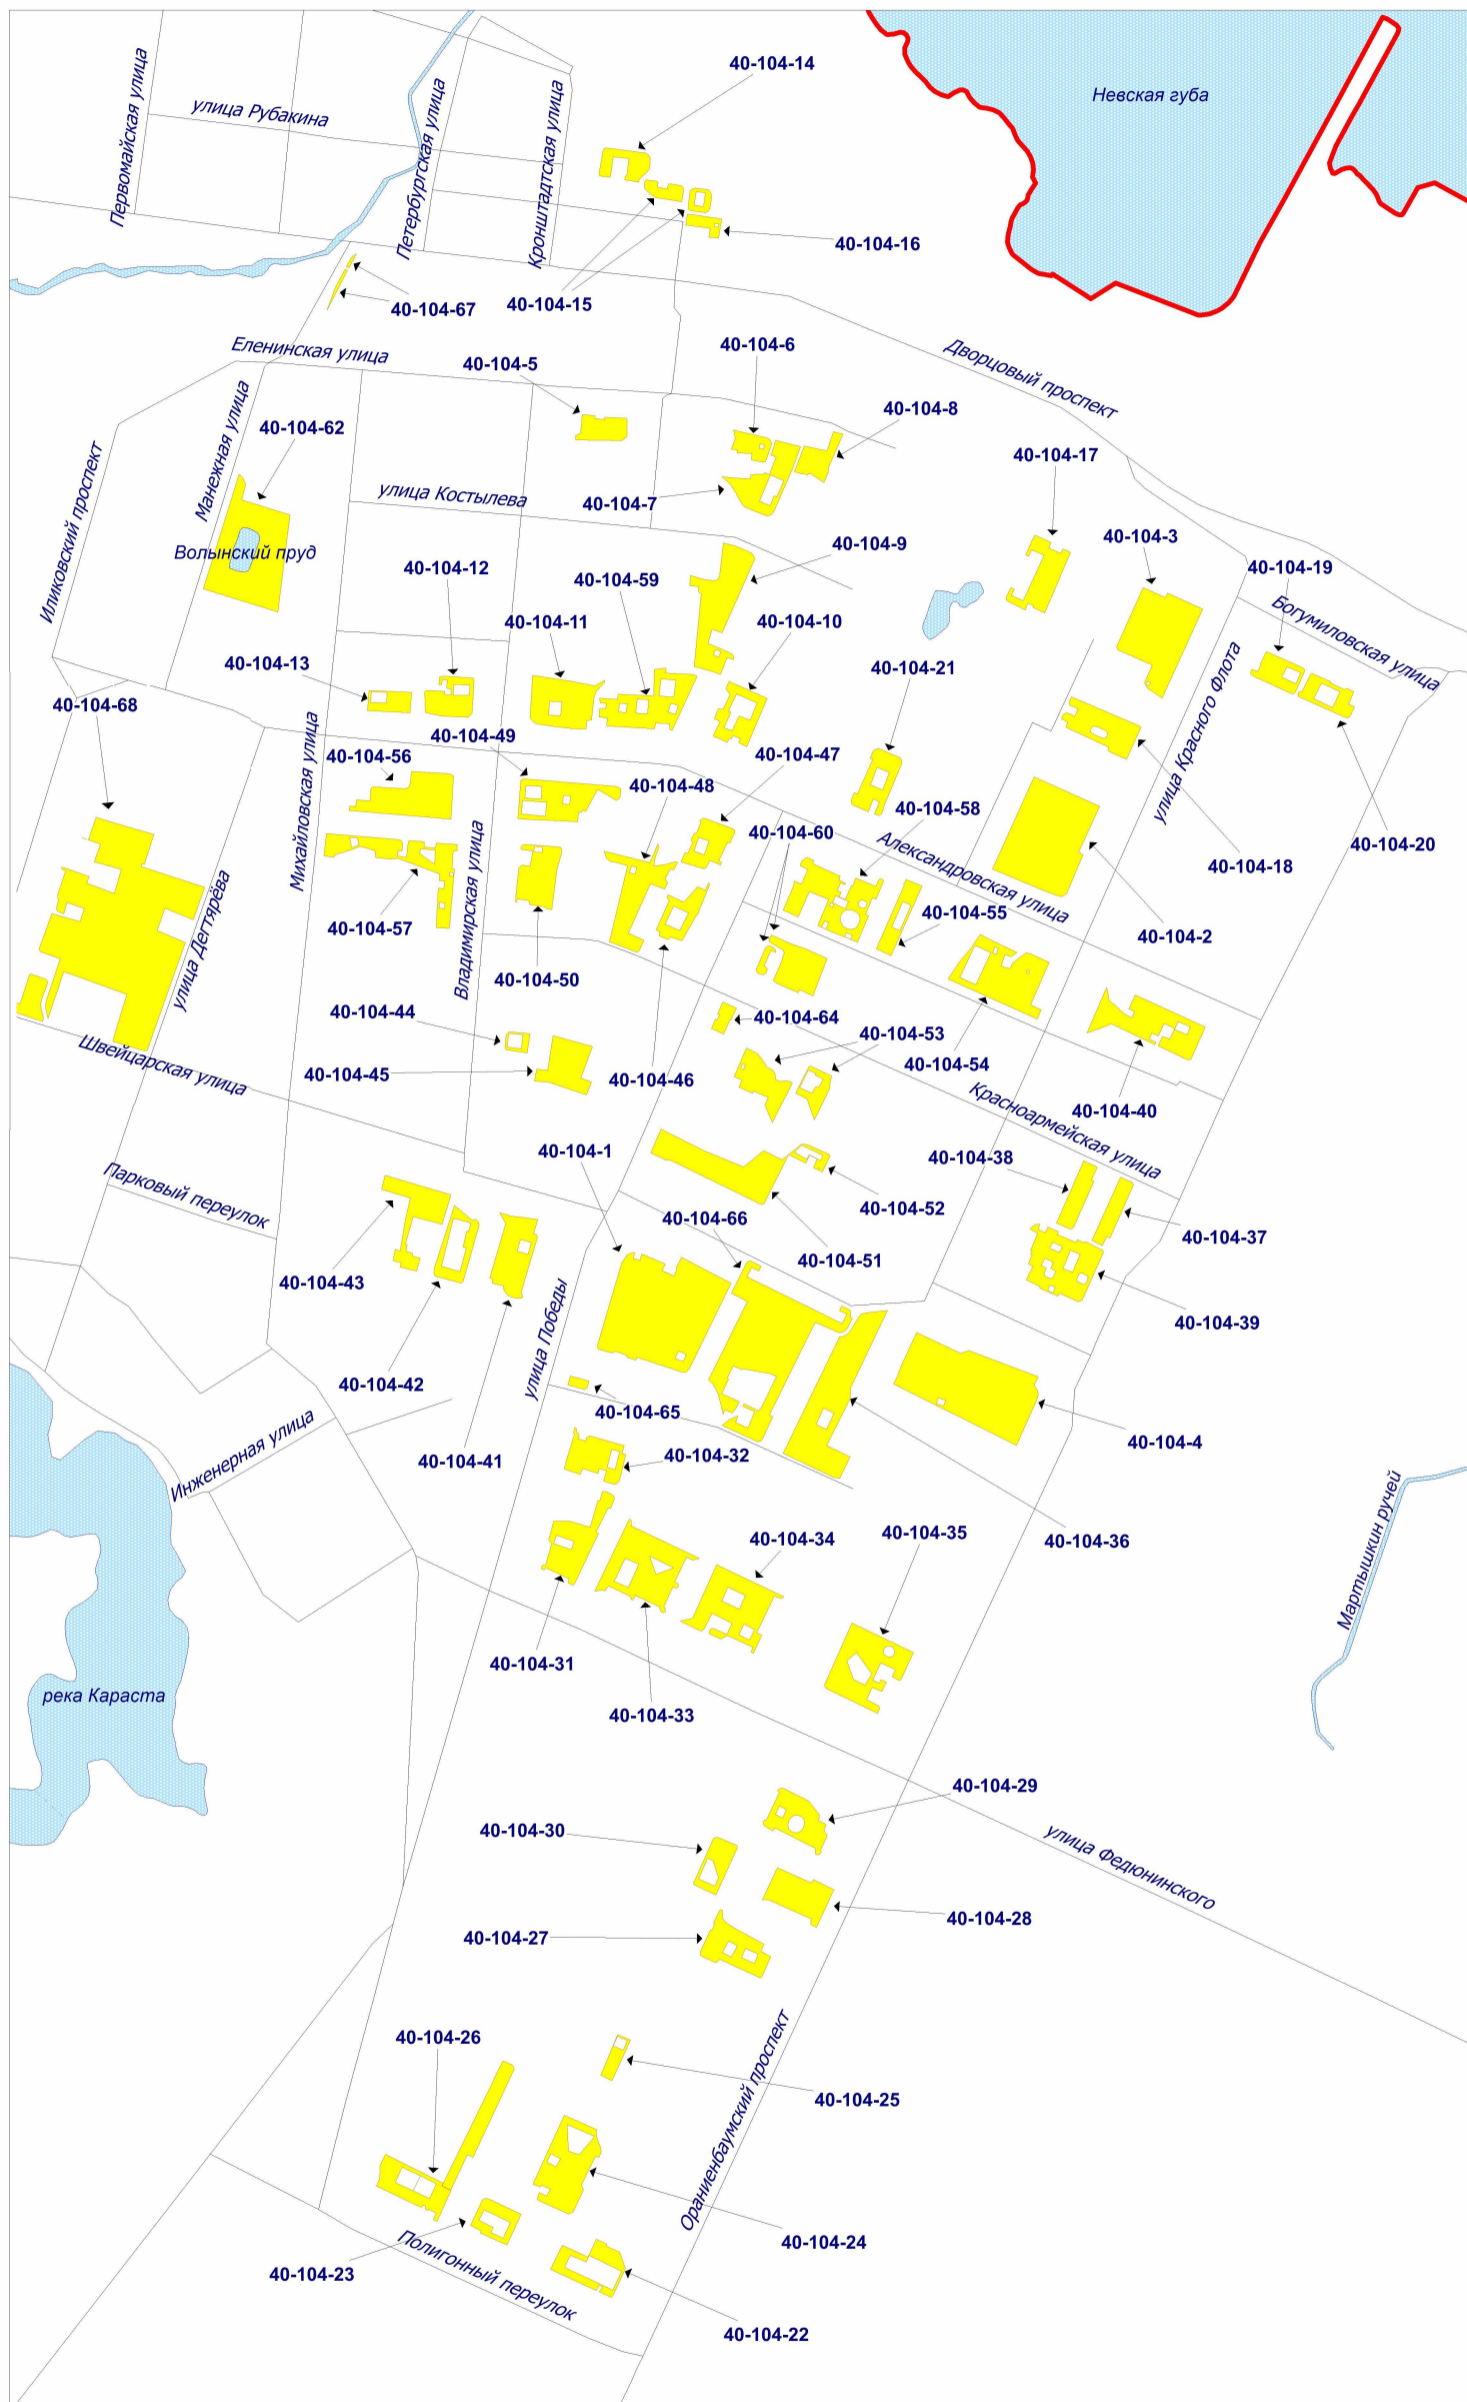 40-104-14
Невская губа
Первомайская улица
улица Рубакина
Петербургская улица
Кронштадтская улица
40-104-16
40-104-67
40-104-15
Еленинская улица
40-104-5
40-104-6
Дворцовый проспект
40-104-8
Манежная улица
40-104-62
Иликовский проспект
40-104-17
улица Костылева
40-104-7
40-104-3
40-104-9
Волынский пруд
40-104-12
40-104-59
40-104-19
Богумиловская улица
40-104-11
40-104-10
40-104-13
40-104-21
40-104-68
улица Красного Флота
40-104-49
40-104-56
40-104-47
Михайловская улица
40-104-48
40-104-58
40-104-60
40-104-20
40-104-18
Александровская улица
Владимирская улица
40-104-55
40-104-57
40-104-2
улица Дегтярёва
40-104-50
40-104-44
40-104-64
40-104-53
Швейцарская улица
40-104-45
40-104-46
40-104-54
40-104-40
Красноармейская улица
40-104-1
40-104-38
Парковый переулок
40-104-52
40-104-66
40-104-37
40-104-51
40-104-43
40-104-39
улица Победы
40-104-42
40-104-65
40-104-4
Инженерная улица
40-104-41
40-104-32
40-104-34
40-104-35
40-104-36
Мартышкин ручей
40-104-31
река Караста
40-104-33
40-104-29
40-104-30
улица Федюнинского
40-104-28
40-104-27
40-104-26
40-104-25
Ораниенбаумский проспект
40-104-24
40-104-23
Полигонный переулок
40-104-22